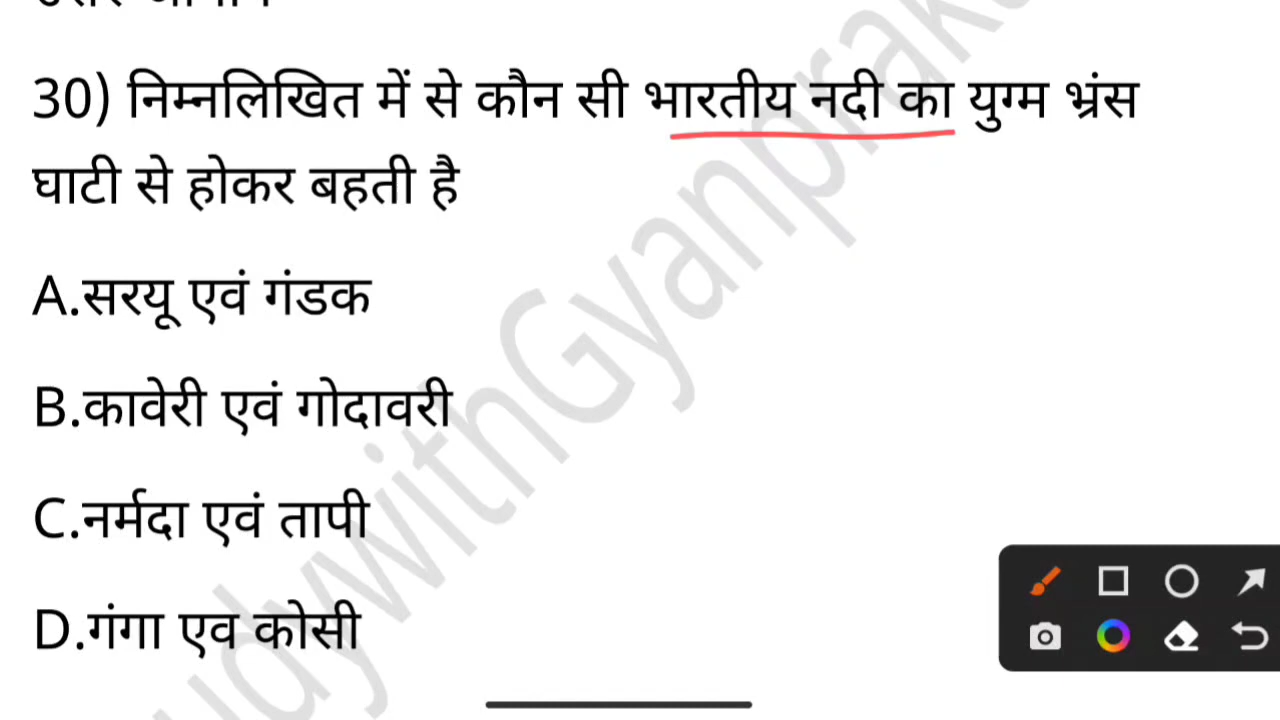 30) निम्नलिखित में से कौन सी भारतीय नदी का युग्म भ्रंस
घाटी से होकर बहती है
A.सरयू एवं गंडक
B.कावेरी एवं गोदावरी
C.नर्मदा एवं तापी
D.गंगा एव कोसी